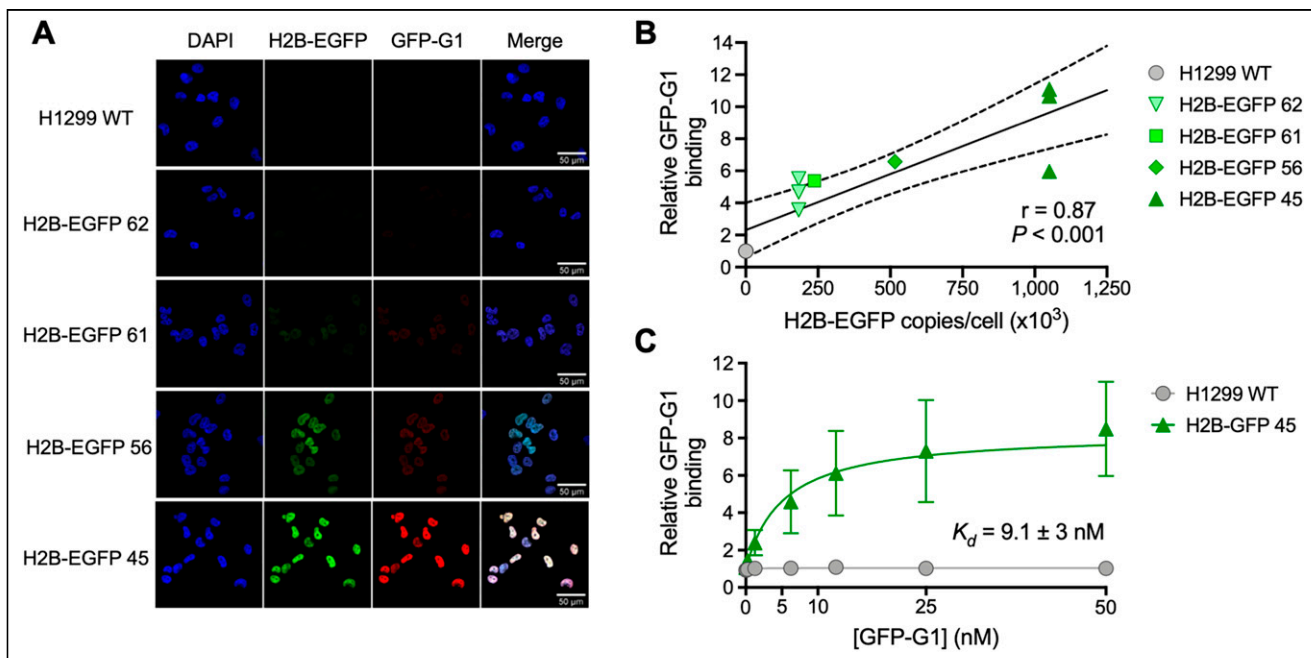 A
DAPI H2B-EGFP GFP-G1 Merge
H1299 WT
50 µm
H2B-EGFP 62
50 µm
H2B-EGFP 61
50 µm
H2B-EGFP 56
50 µm
H2B-EGFP 45
50 µm
B
Relative GFP-G1
binding
14
12
10
8
6
4
2
0
0 250 500 750 1,000 1,250
H2B-EGFP copies/cell (x10³)
r = 0.87
P < 0.001
H1299 WT
H2B-EGFP 62
H2B-EGFP 61
H2B-EGFP 56
H2B-EGFP 45
C
Relative GFP-G1
binding
12
10
8
6
4
2
0
0 5 10 25 50
[GFP-G1] (nM)
Kd = 9.1 ± 3 nM
H1299 WT
H2B-GFP 45